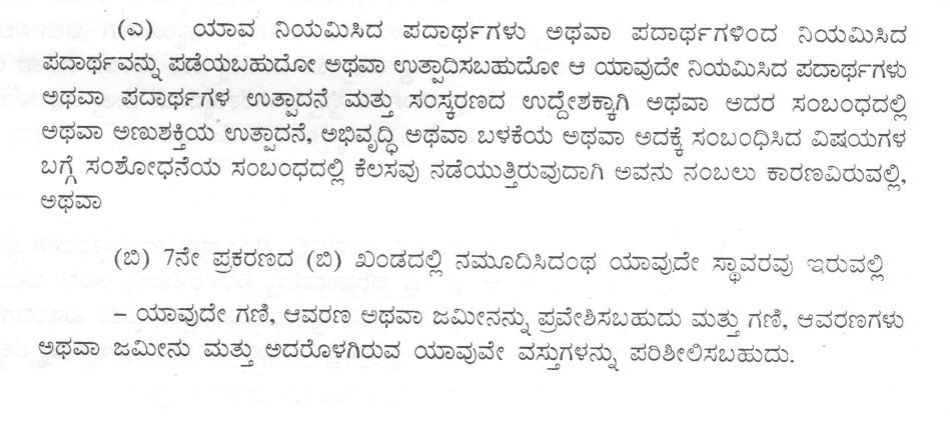 (ಎ) ಯಾವ ನಿಯಮಿಸಿದ ಪದಾರ್ಥಗಳು ಅಥವಾ ಪದಾರ್ಥಗಳಿಂದ ನಿಯಮಿಸಿದ
ಪದಾರ್ಥವನ್ನು ಪಡೆಯಬಹುದೋ ಅಥವಾ ಉತ್ಪಾದಿಸಬಹುದೋ ಆ ಯಾವುದೇ ನಿಯಮಿಸಿದ ಪದಾರ್ಥಗಳು
ಅಥವಾ ಪದಾರ್ಥಗಳ ಉತ್ಪಾದನೆ ಮತ್ತು ಸಂಸ್ಕರಣದ ಉದ್ದೇಶಕ್ಕಾಗಿ ಅಥವಾ ಅದರ ಸಂಬಂಧದಲ್ಲಿ
ಅಥವಾ ಅಣುಶಕ್ತಿಯ ಉತ್ಪಾದನೆ, ಅಭಿವೃದ್ಧಿ ಅಥವಾ ಬಳಕೆಯ ಅಥವಾ ಅದಕ್ಕೆ ಸಂಬಂಧಿಸಿದ ವಿಷಯಗಳ
ಬಗ್ಗೆ ಸಂಶೋಧನೆಯ ಸಂಬಂಧದಲ್ಲಿ ಕೆಲಸವು ನಡೆಯುತ್ತಿರುವುದಾಗಿ ಅವನು ನಂಬಲು ಕಾರಣವಿರುವಲ್ಲಿ,
ಅಥವಾ
(ಬಿ) 7ನೇ ಪ್ರಕರಣದ (ಬಿ) ಖಂಡದಲ್ಲಿ ನಮೂದಿಸಿದಂಥ ಯಾವುದೇ ಸ್ಥಾವರವು ಇರುವಲ್ಲಿ
– ಯಾವುದೇ ಗಣಿ, ಆವರಣ ಅಥವಾ ಜಮೀನನ್ನು ಪ್ರವೇಶಿಸಬಹುದು ಮತ್ತು ಗಣಿ, ಆವರಣಗಳು
ಅಥವಾ ಜಮೀನು ಮತ್ತು ಅದರೊಳಗಿರುವ ಯಾವುವೇ ವಸ್ತುಗಳನ್ನು ಪರಿಶೀಲಿಸಬಹುದು.